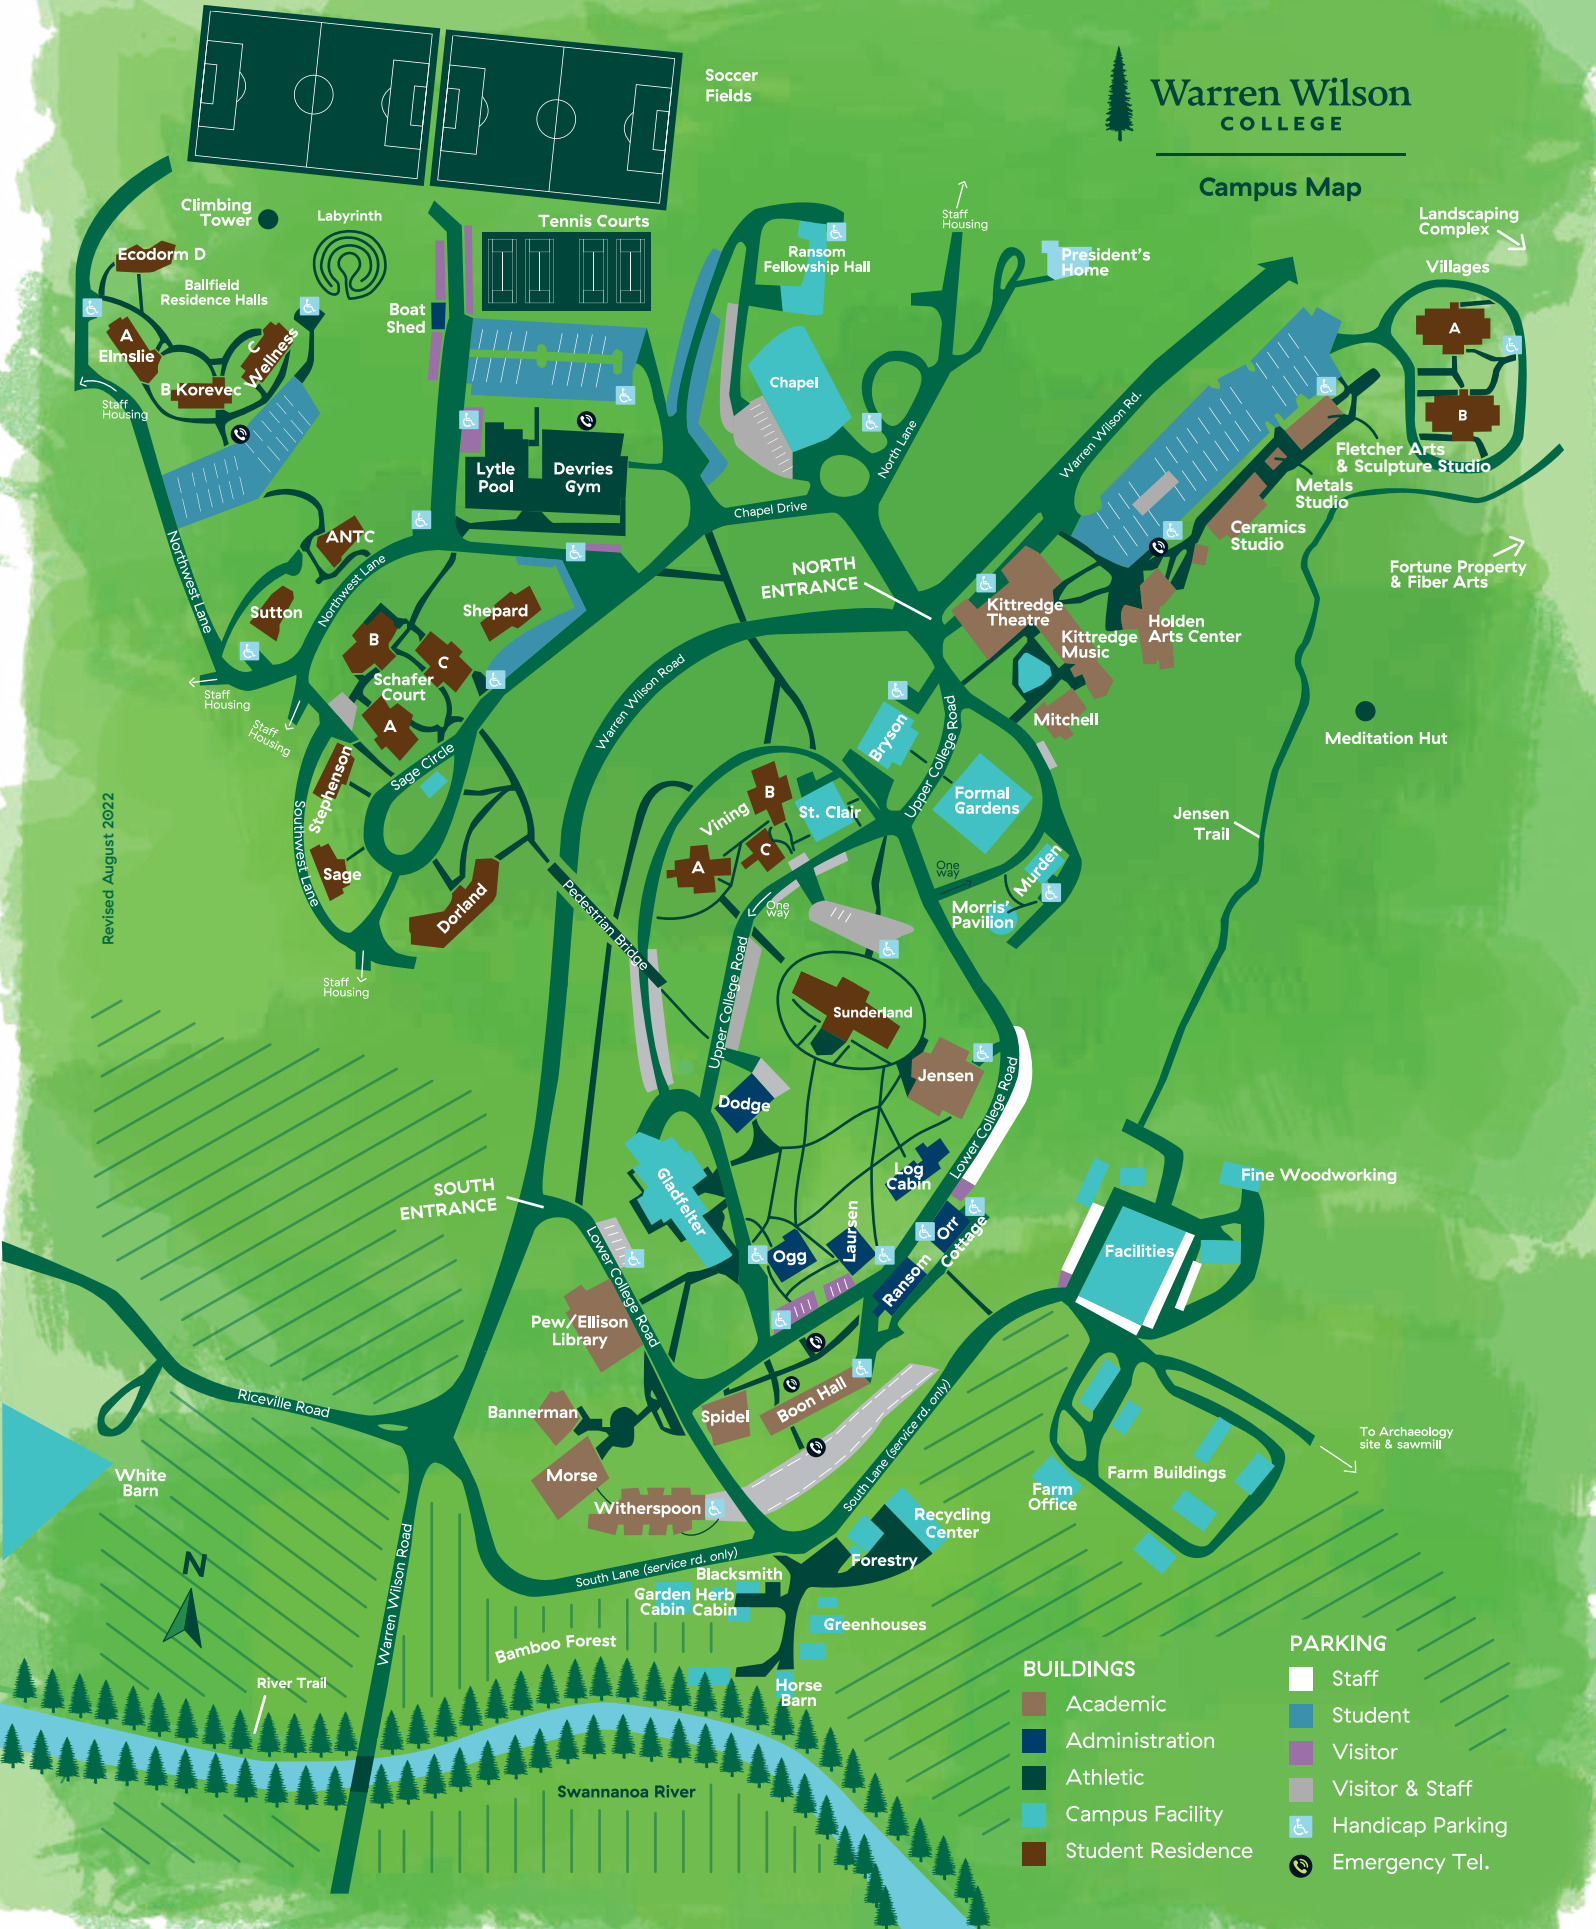 Warren Wilson
COLLEGE
Campus Map
Soccer
Fields
Climbing
Tower
Labyrinth
Tennis Courts
Ecodorm D
Ballfield
Residence Halls
A
Elmslie
B Korevec
C
Wellness
Staff
Housing
Boat
Shed
Ransom
Fellowship Hall
Staff
Housing
President's
Home
Landscaping
Complex
Villages
A
B
Chapel
Lytle
Pool
Devries
Gym
Chapel Drive
North Lane
Warren Wilson Rd.
Fletcher Arts
& Sculpture Studio
Metals
Studio
Ceramics
Studio
Fortune Property
& Fiber Arts
NORTH
ENTRANCE
Kittredge
Theatre
Kittredge
Music
Holden
Arts Center
Mitchell
Meditation Hut
Jensen
Trail
Northwest Lane
ANTC
Northwest Lane
Sutton
Shepard
B
C
Schafer
Court
A
Staff
Housing
Staff
Housing
Sage Circle
Stephenson
Southwest Lane
Sage
Dorland
Staff
Housing
Revised August 2022
Warren Wilson Road
Pedestrian Bridge
Bryson
Upper College Road
Formal
Gardens
Vining
B
St. Clair
C
A
One
way
One
way
Murden
Morris'
Pavilion
Upper College Road
Sunderland
Jensen
Dodge
Lower College Road
Log
Cabin
Gladfelter
Ogg
Laursen
Orr
Cottage
Ransom
SOUTH
ENTRANCE
Lower College Road
Pew/Ellison
Library
Fine Woodworking
Facilities
Riceville Road
White
Barn
Bannerman
Spidel
Boon Hall
Morse
Witherspoon
South Lane (service rd. only)
South Lane (service rd. only)
To Archaeology
site & sawmill
Farm Buildings
Farm
Office
Recycling
Center
Forestry
Blacksmith
Garden
Cabin
Herb
Cabin
Greenhouses
Horse
Barn
Bamboo Forest
Warren Wilson Road
N
River Trail
Swannanoa River
BUILDINGS
Academic
Administration
Athletic
Campus Facility
Student Residence
PARKING
Staff
Student
Visitor
Visitor & Staff
Handicap Parking
Emergency Tel.